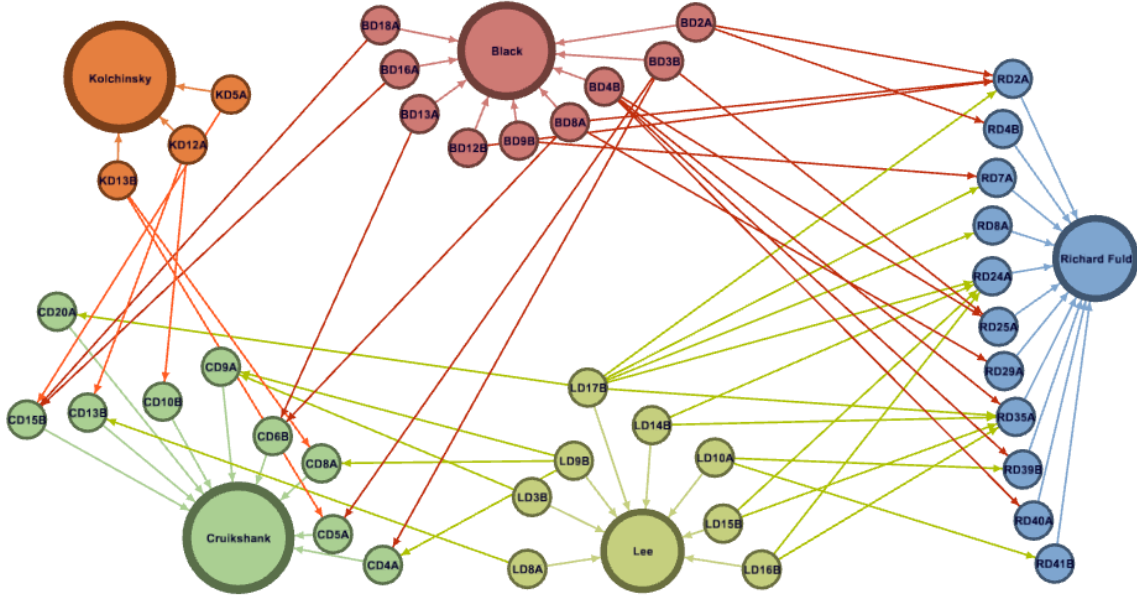 BD18A
BD2A
Black
Kolchinsky
BD16A
BD3B
RD2A
KD5A
BD4B
BD13A
BD8A
RD4B
KD12A
BD12B
BD9B
KD13B
RD7A
RD8A
Richard Fuld
RD24A
CD20A
RD25A
CD9A
RD29A
LD17B
CD15B
CD13B
CD10B
RD35A
CD6B
LD14B
CD8A
LD9B
LD10A
RD39B
LD3B
LD15B
RD40A
Cruikshank
CD5A
Lee
CD4A
LD8A
LD16B
RD41B